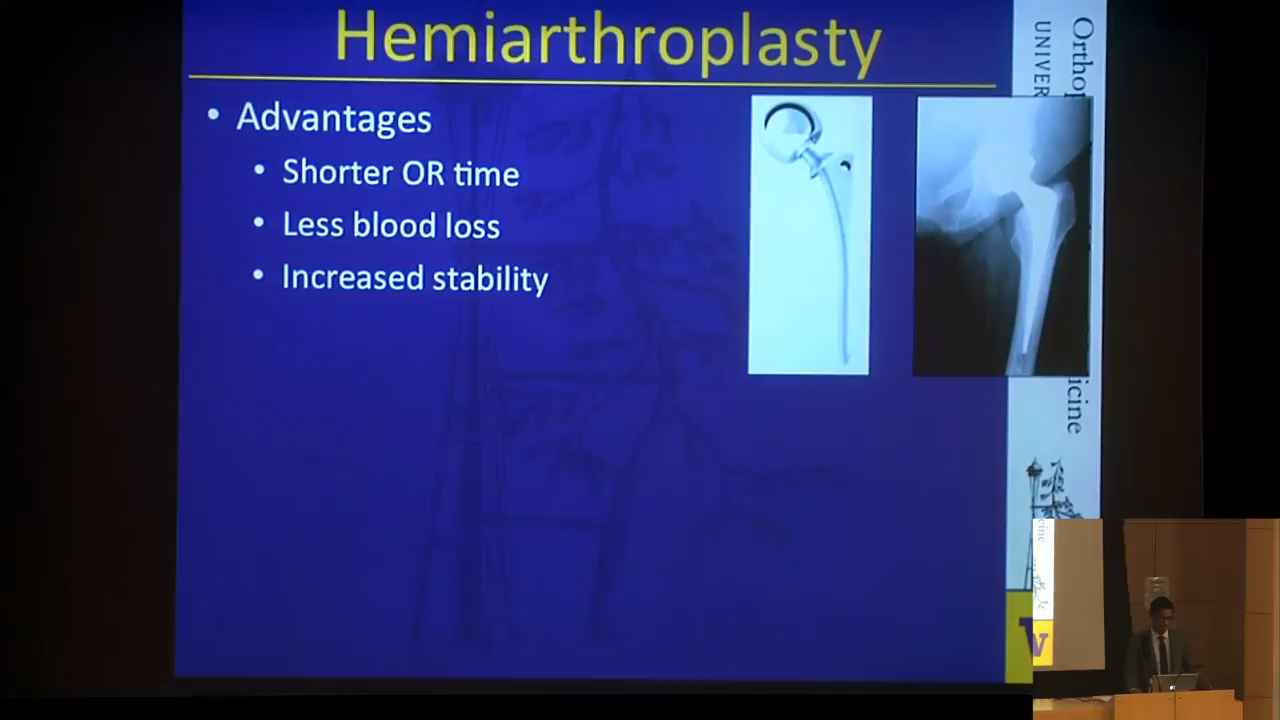 Hemiarthroplasty
• Advantages
• Shorter OR time
• Less blood loss
• Increased stability
W